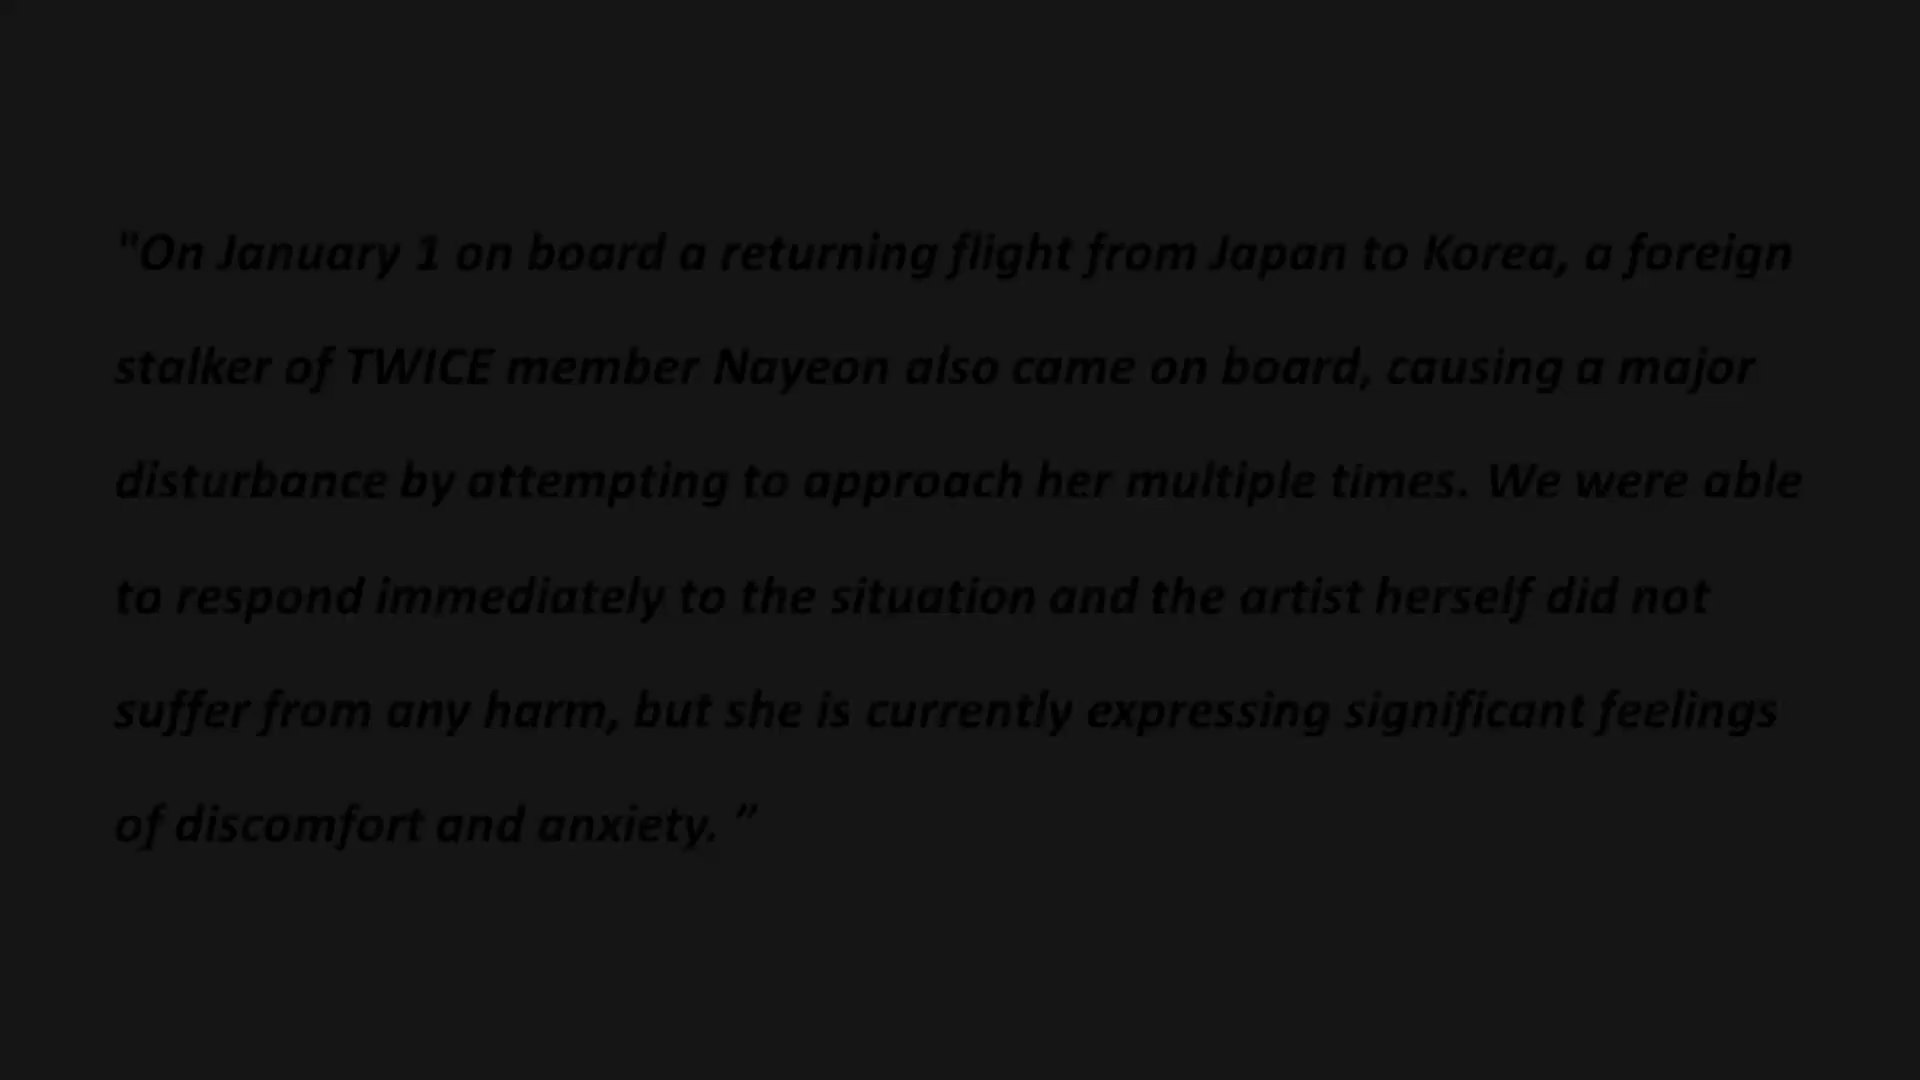 "On January 1 on board a returning flight from Japan to Korea, a foreign
stalker of TWICE member Nayeon also came on board, causing a major
disturbance by attempting to approach her multiple times. We were able
to respond immediately to the situation and the artist herself did not
suffer from any harm, but she is currently expressing significant feelings
of discomfort and anxiety. ”